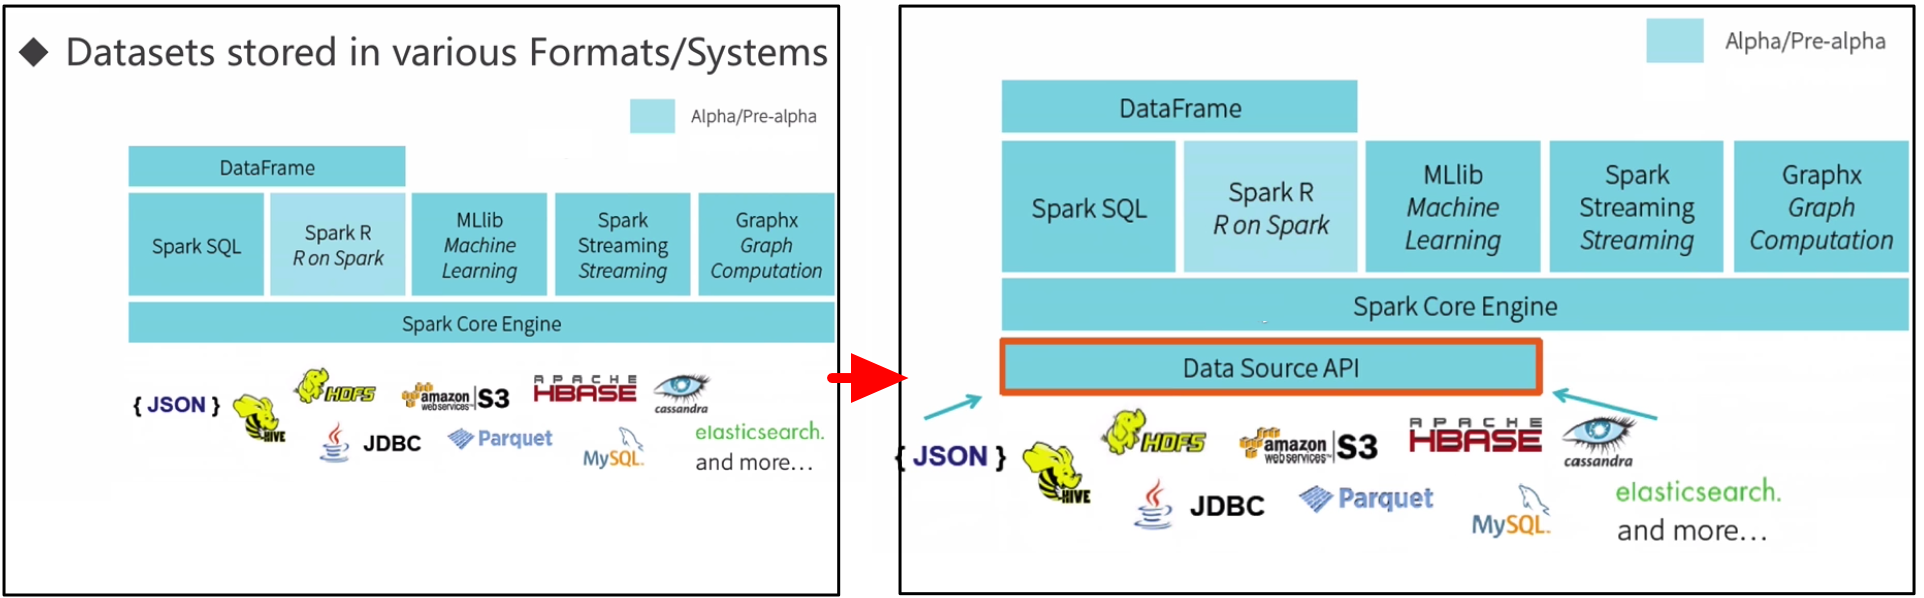 ◆ Datasets stored in various Formats/Systems
Alpha/Pre-alpha
DataFrame
Spark SQL
Spark R
R on Spark
MLlib
Machine
Learning
Spark
Streaming
Streaming
Graphx
Graph
Computation
Spark Core Engine
{ JSON }
HIVE
HDFS
amazon
webservices™
S3
APACHE
HBASE
cassandra
JDBC
Parquet
MySQL.
elasticsearch.
and more...
Alpha/Pre-alpha
DataFrame
Spark SQL
Spark R
R on Spark
MLlib
Machine
Learning
Spark
Streaming
Streaming
Graphx
Graph
Computation
Spark Core Engine
Data Source API
{ JSON }
HIVE
HDFS
amazon
webservices™
S3
APACHE
HBASE
cassandra
JDBC
Parquet
MySQL.
elasticsearch.
and more...